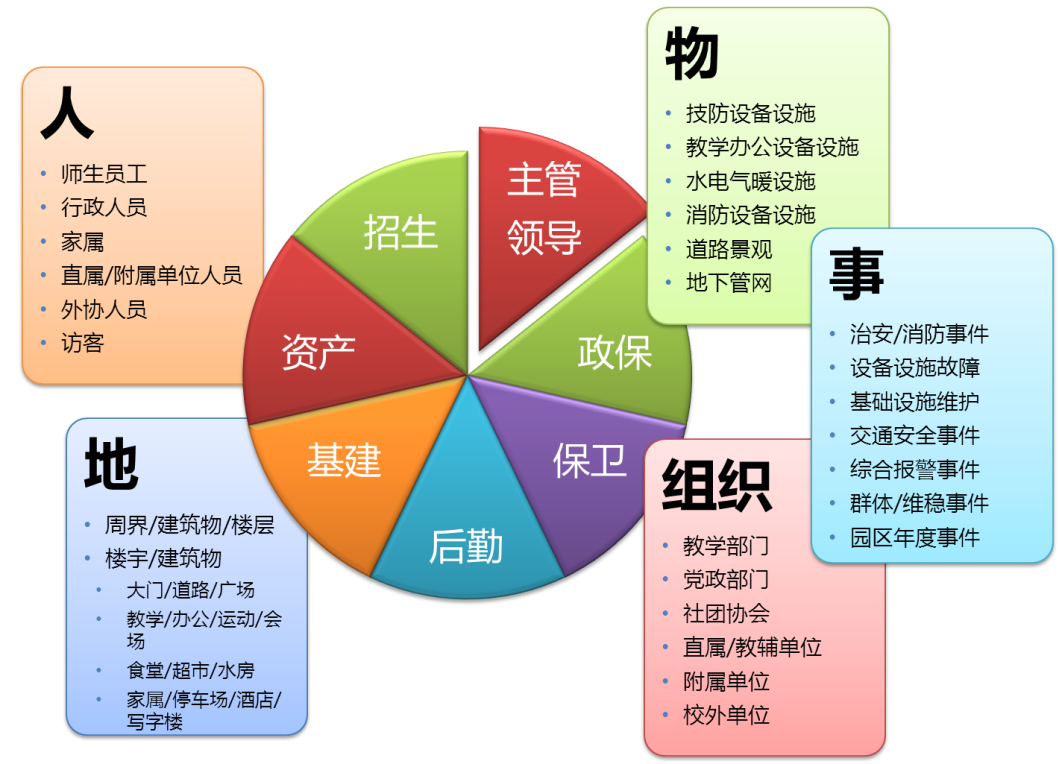 人
师生员工
行政人员
家属
直属/附属单位人员
外协人员
访客
物
技防设备设施
教学办公设备设施
水电气暖设施
消防设备设施
道路景观
地下管网
事
治安/消防事件
设备设施故障
基础设施维护
交通安全事件
综合报警事件
群体/维稳事件
园区年度事件
主管
领导
政保
保卫
后勤
基建
资产
招生
地
周界/建筑物/楼层
楼宇/建筑物
大门/道路/广场
教学/办公/运动/会
场
食堂/超市/水房
家属/停车场/酒店/
写字楼
组织
教学部门
党政部门
社团协会
直属/教辅单位
附属单位
校外单位